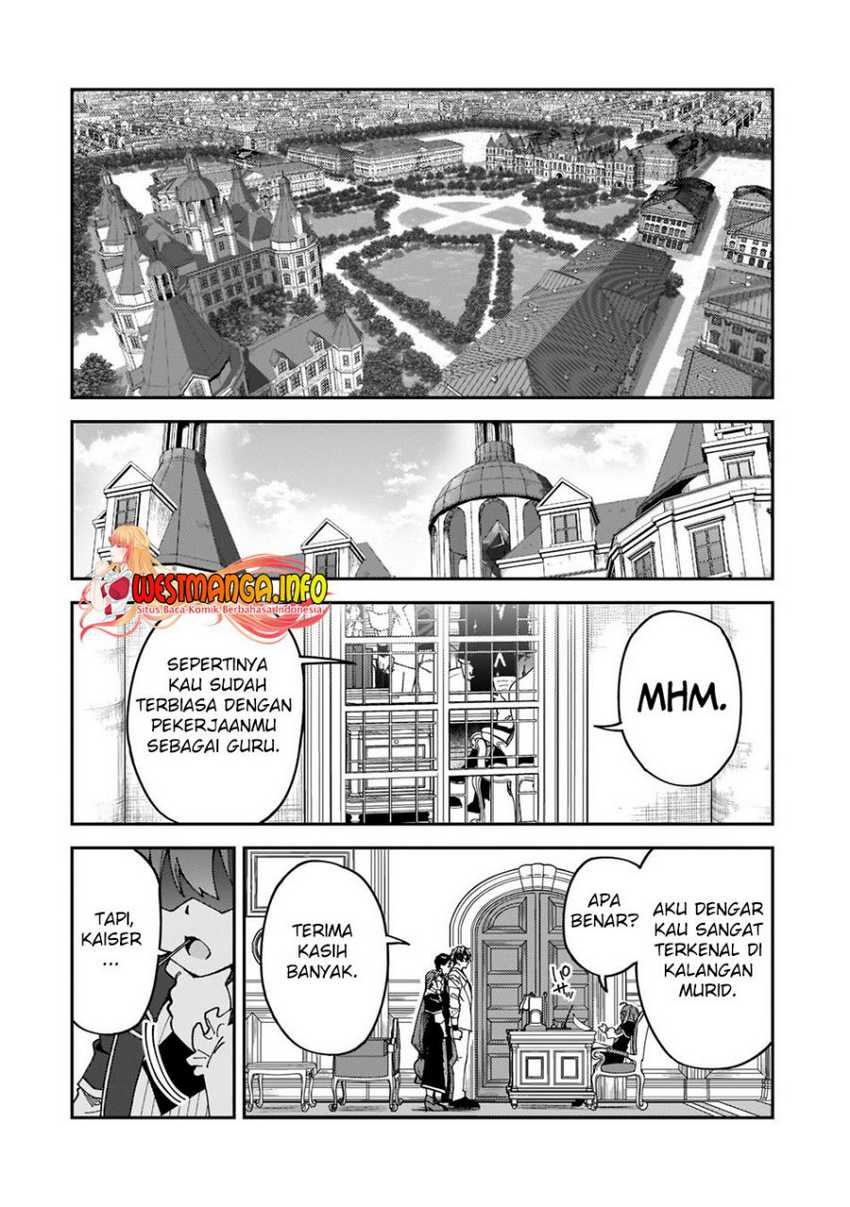 WESTMANGA.INFO
SITUS BACA KOMIK BERBAHASA INDONESIA
MHM.
SEPERTINYA
KAU SUDAH
TERBIASA DENGAN
PEKERJAANMU
SEBAGAI GURU.
AKU DENGAR
KAU SANGAT
TERKENAL DI
KALANGAN
MURID.
APA
BENAR?
TERIMA
KASIH
BANYAK.
TAPI,
KAISER
...